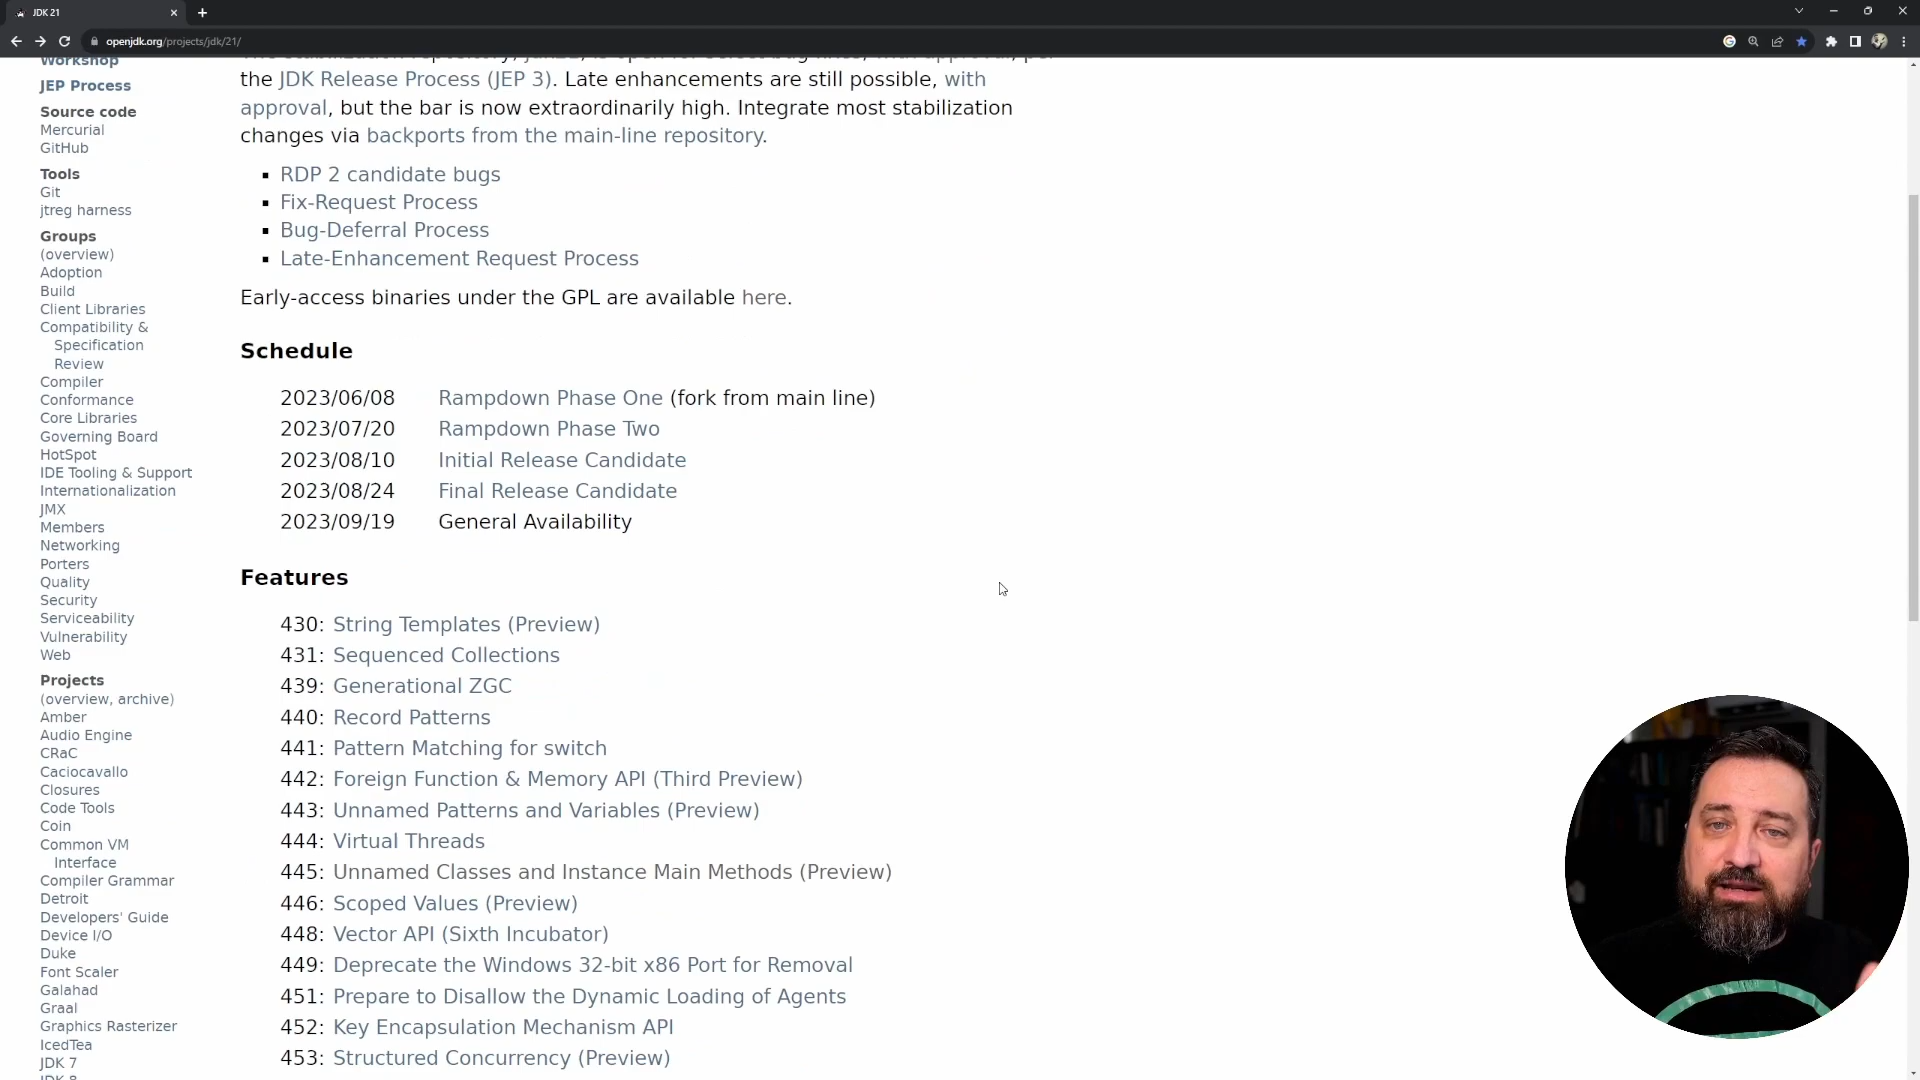 JDK 21
openjdk.org/projects/jdk/21/
Workshop
JEP Process
Source code
Mercurial
GitHub
Tools
Git
jtreg harness
Groups
(overview)
Adoption
Build
Client Libraries
Compatibility &
Specification
Review
Compiler
Conformance
Core Libraries
Governing Board
HotSpot
IDE Tooling & Support
Internationalization
JMX
Members
Networking
Porters
Quality
Security
Serviceability
Vulnerability
Web
Projects
(overview, archive)
Amber
Audio Engine
CRaC
Caciocavallo
Closures
Code Tools
Coin
Common VM
Interface
Compiler Grammar
Detroit
Developers' Guide
Device I/O
Duke
Font Scaler
Galahad
Graal
Graphics Rasterizer
IcedTea
JDK 7
the JDK Release Process (JEP 3). Late enhancements are still possible, with
approval, but the bar is now extraordinarily high. Integrate most stabilization
changes via backports from the main-line repository.
▪ RDP 2 candidate bugs
▪ Fix-Request Process
▪ Bug-Deferral Process
▪ Late-Enhancement Request Process
Early-access binaries under the GPL are available here.
Schedule
2023/06/08 Rampdown Phase One (fork from main line)
2023/07/20 Rampdown Phase Two
2023/08/10 Initial Release Candidate
2023/08/24 Final Release Candidate
2023/09/19 General Availability
Features
430: String Templates (Preview)
431: Sequenced Collections
439: Generational ZGC
440: Record Patterns
441: Pattern Matching for switch
442: Foreign Function & Memory API (Third Preview)
443: Unnamed Patterns and Variables (Preview)
444: Virtual Threads
445: Unnamed Classes and Instance Main Methods (Preview)
446: Scoped Values (Preview)
448: Vector API (Sixth Incubator)
449: Deprecate the Windows 32-bit x86 Port for Removal
451: Prepare to Disallow the Dynamic Loading of Agents
452: Key Encapsulation Mechanism API
453: Structured Concurrency (Preview)